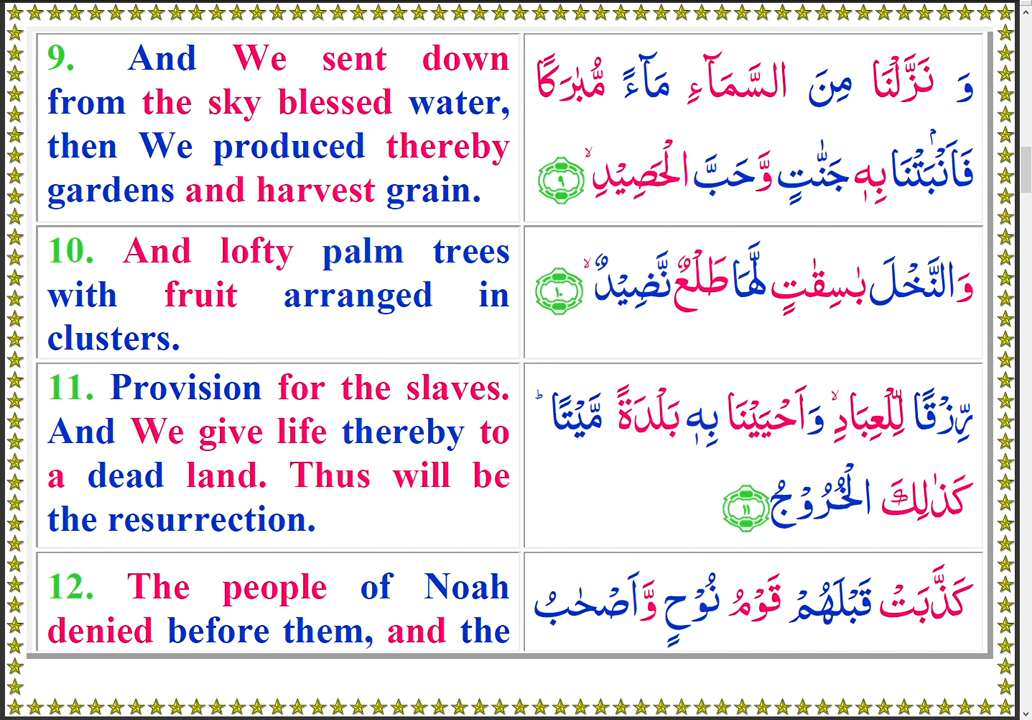 9. And We sent down
from the sky blessed water,
then We produced thereby
gardens and harvest grain.
وَ نَزَّلْنَا مِنَ السَّمَآءِ مَآءً مُّبٰرَكًا
فَاَنْۢبَتْنَا بِهٖ جَنّٰتٍ وَّحَبَّ الْحَصِيْدِۙ ۹
10. And lofty palm trees
with fruit arranged in
clusters.
وَالنَّخْلَ بٰسِقٰتٍ لَّهَا طَلْعٌ نَّضِيْدٌۙ ۱۰
11. Provision for the slaves.
And We give life thereby to
a dead land. Thus will be
the resurrection.
رِّزْقًا لِّلْعِبَادِۙ وَاَحْيَيْنَا بِهٖ بَلْدَةً مَّيْتًاؕ
كَذٰلِكَ الْخُرُوْجُ ۱۱
12. The people of Noah
denied before them, and the
كَذَّبَتْ قَبْلَهُمْ قَوْمُ نُوْحٍ وَّاَصْحٰبُ